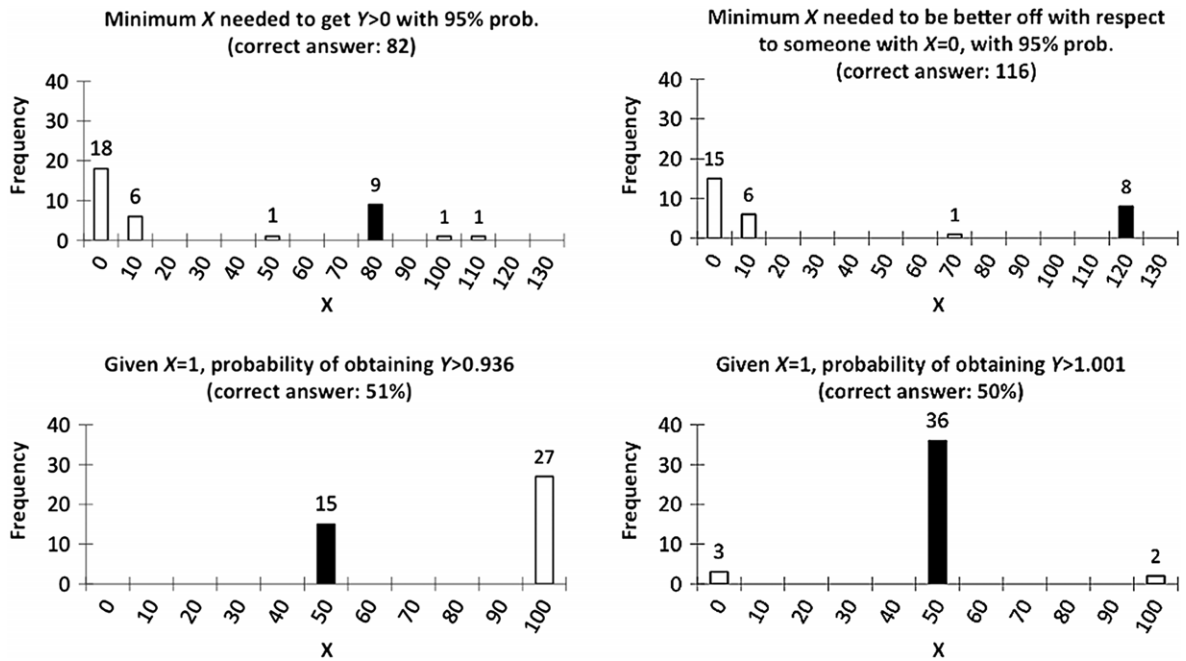 Minimum X needed to get Y>0 with 95% prob.
(correct answer: 82)
Frequency
40
30
20
10
0
18
6
1
9
1
1
0 10 20 30 40 50 60 70 80 90 100 110 120 130
X
Minimum X needed to be better off with respect
to someone with X=0, with 95% prob.
(correct answer: 116)
Frequency
40
30
20
10
0
15
6
1
8
0 10 20 30 40 50 60 70 80 90 100 110 120 130
X
Given X=1, probability of obtaining Y>0.936
(correct answer: 51%)
Frequency
40
30
20
10
0
15
27
0 10 20 30 40 50 60 70 80 90 100
X
Given X=1, probability of obtaining Y>1.001
(correct answer: 50%)
Frequency
40
30
20
10
0
3
36
2
0 10 20 30 40 50 60 70 80 90 100
X